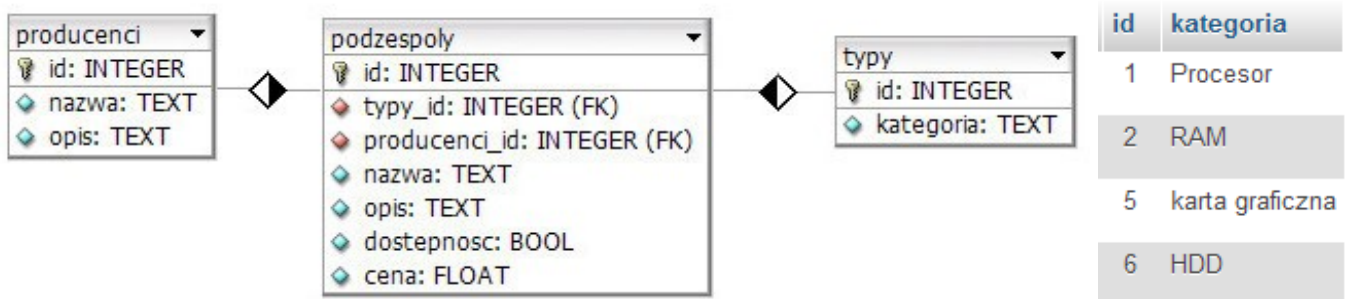 producenci
id: INTEGER
nazwa: TEXT
opis: TEXT
podzespoly
id: INTEGER
typy_id: INTEGER (FK)
producenci_id: INTEGER (FK)
nazwa: TEXT
opis: TEXT
dostepnosc: BOOL
cena: FLOAT
typy
id: INTEGER
kategoria: TEXT
id kategoria
1 Procesor
2 RAM
5 karta graficzna
6 HDD